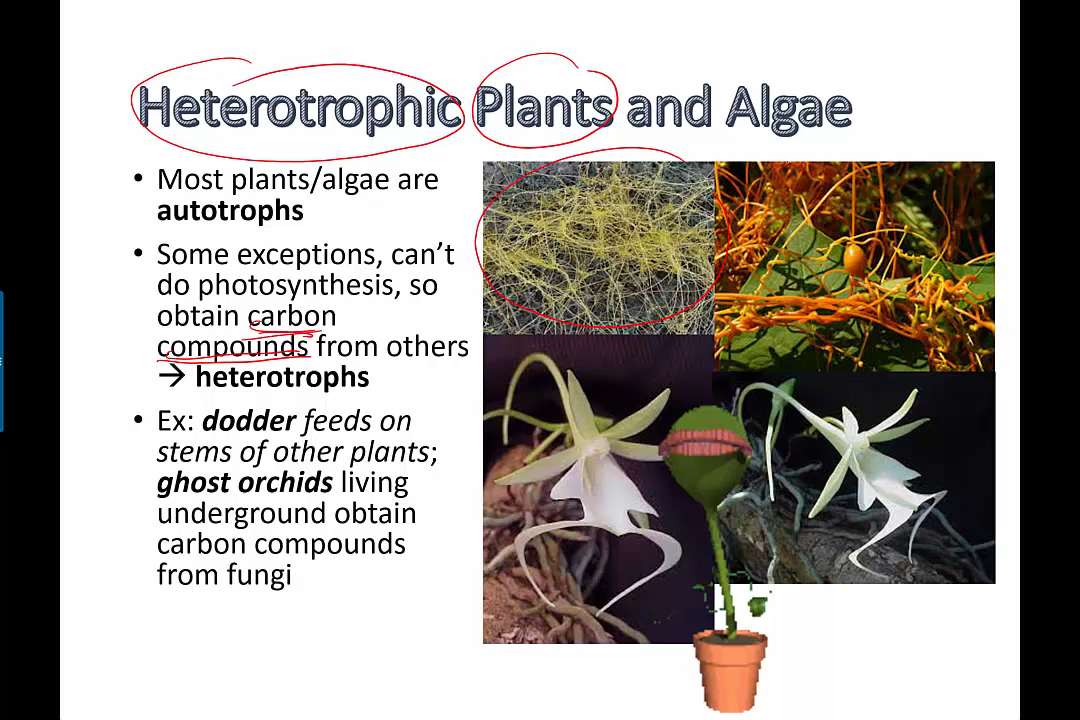 Heterotrophic Plants and Algae
• Most plants/algae are
autotrophs
• Some exceptions, can't
do photosynthesis, so
obtain carbon
compounds from others
→ heterotrophs
• Ex: dodder feeds on
stems of other plants;
ghost orchids living
underground obtain
carbon compounds
from fungi